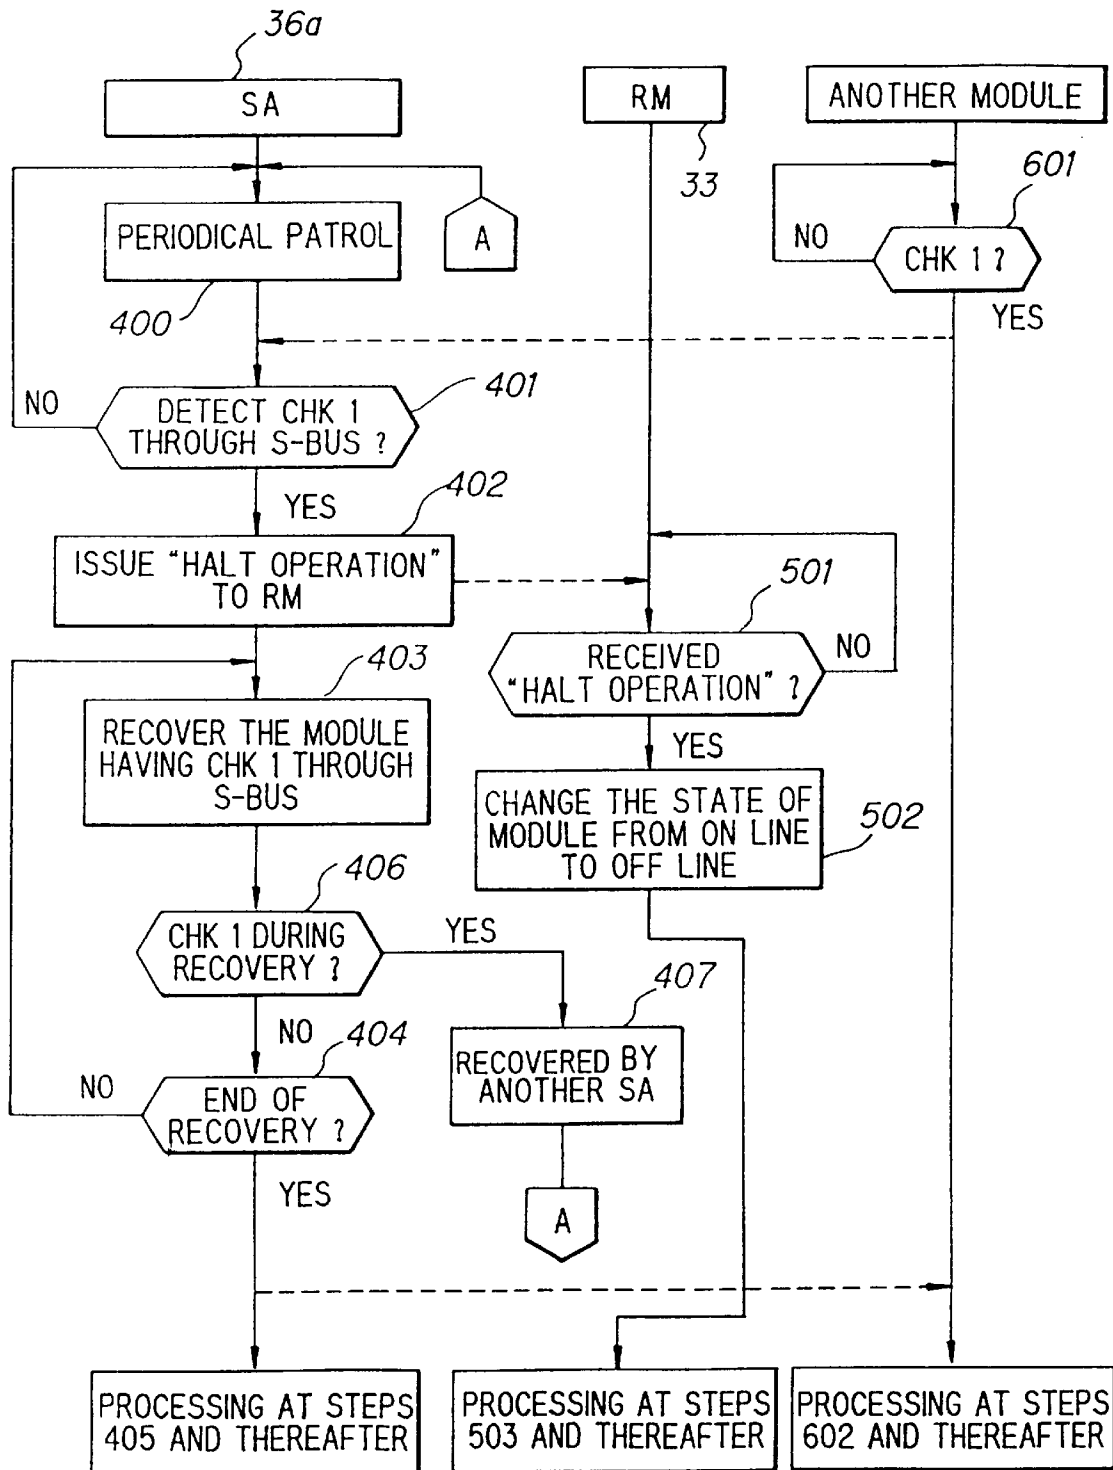 36a
SA
RM
ANOTHER MODULE
33
601
PERIODICAL PATROL
A
NO
CHK 1 ?
400
YES
NO
401
DETECT CHK 1
THROUGH S-BUS ?
YES
402
ISSUE "HALT OPERATION"
TO RM
501
403
RECEIVED
"HALT OPERATION" ?
NO
RECOVER THE MODULE
HAVING CHK 1 THROUGH
S-BUS
YES
CHANGE THE STATE OF
MODULE FROM ON LINE
TO OFF LINE
502
406
CHK 1 DURING
RECOVERY ?
YES
407
NO
404
RECOVERED BY
ANOTHER SA
NO
END OF
RECOVERY ?
YES
A
PROCESSING AT STEPS
405 AND THEREAFTER
PROCESSING AT STEPS
503 AND THEREAFTER
PROCESSING AT STEPS
602 AND THEREAFTER